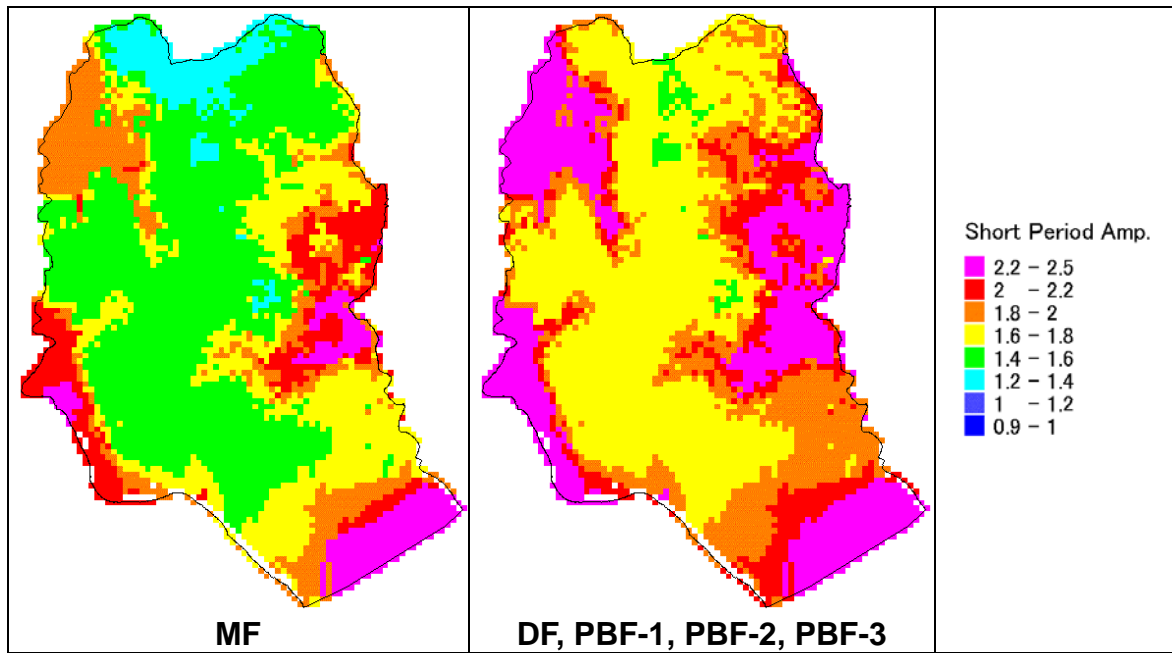 MF
DF, PBF-1, PBF-2, PBF-3
Short Period Amp.
2.2 - 2.5
2 - 2.2
1.8 - 2
1.6 - 1.8
1.4 - 1.6
1.2 - 1.4
1 - 1.2
0.9 - 1